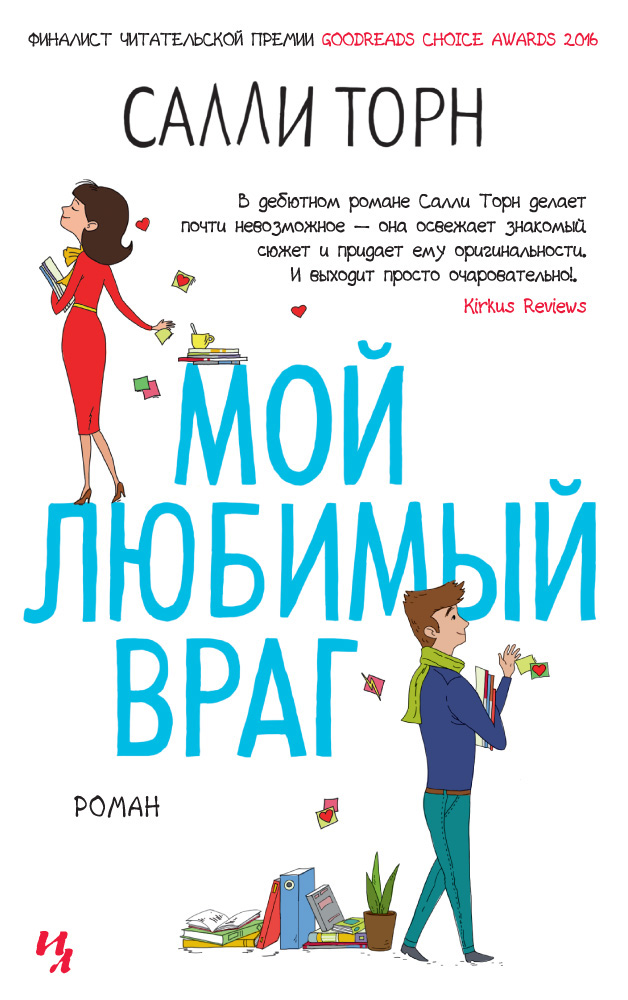 ФИНАЛИСТ ЧИТАТЕЛЬСКОЙ ПРЕМИИ GOODREADS CHOICE AWARDS 2016
САЛЛИ ТОРН
В дебютном романе Салли Торн делает
почти невозможное — она освежает знакомый
сюжет и придает ему оригинальности.
И выходит просто очаровательно!.
Kirkus Reviews
МОЙ
ЛЮБИМЫЙ
ВРАГ
РОМАН
И
Л